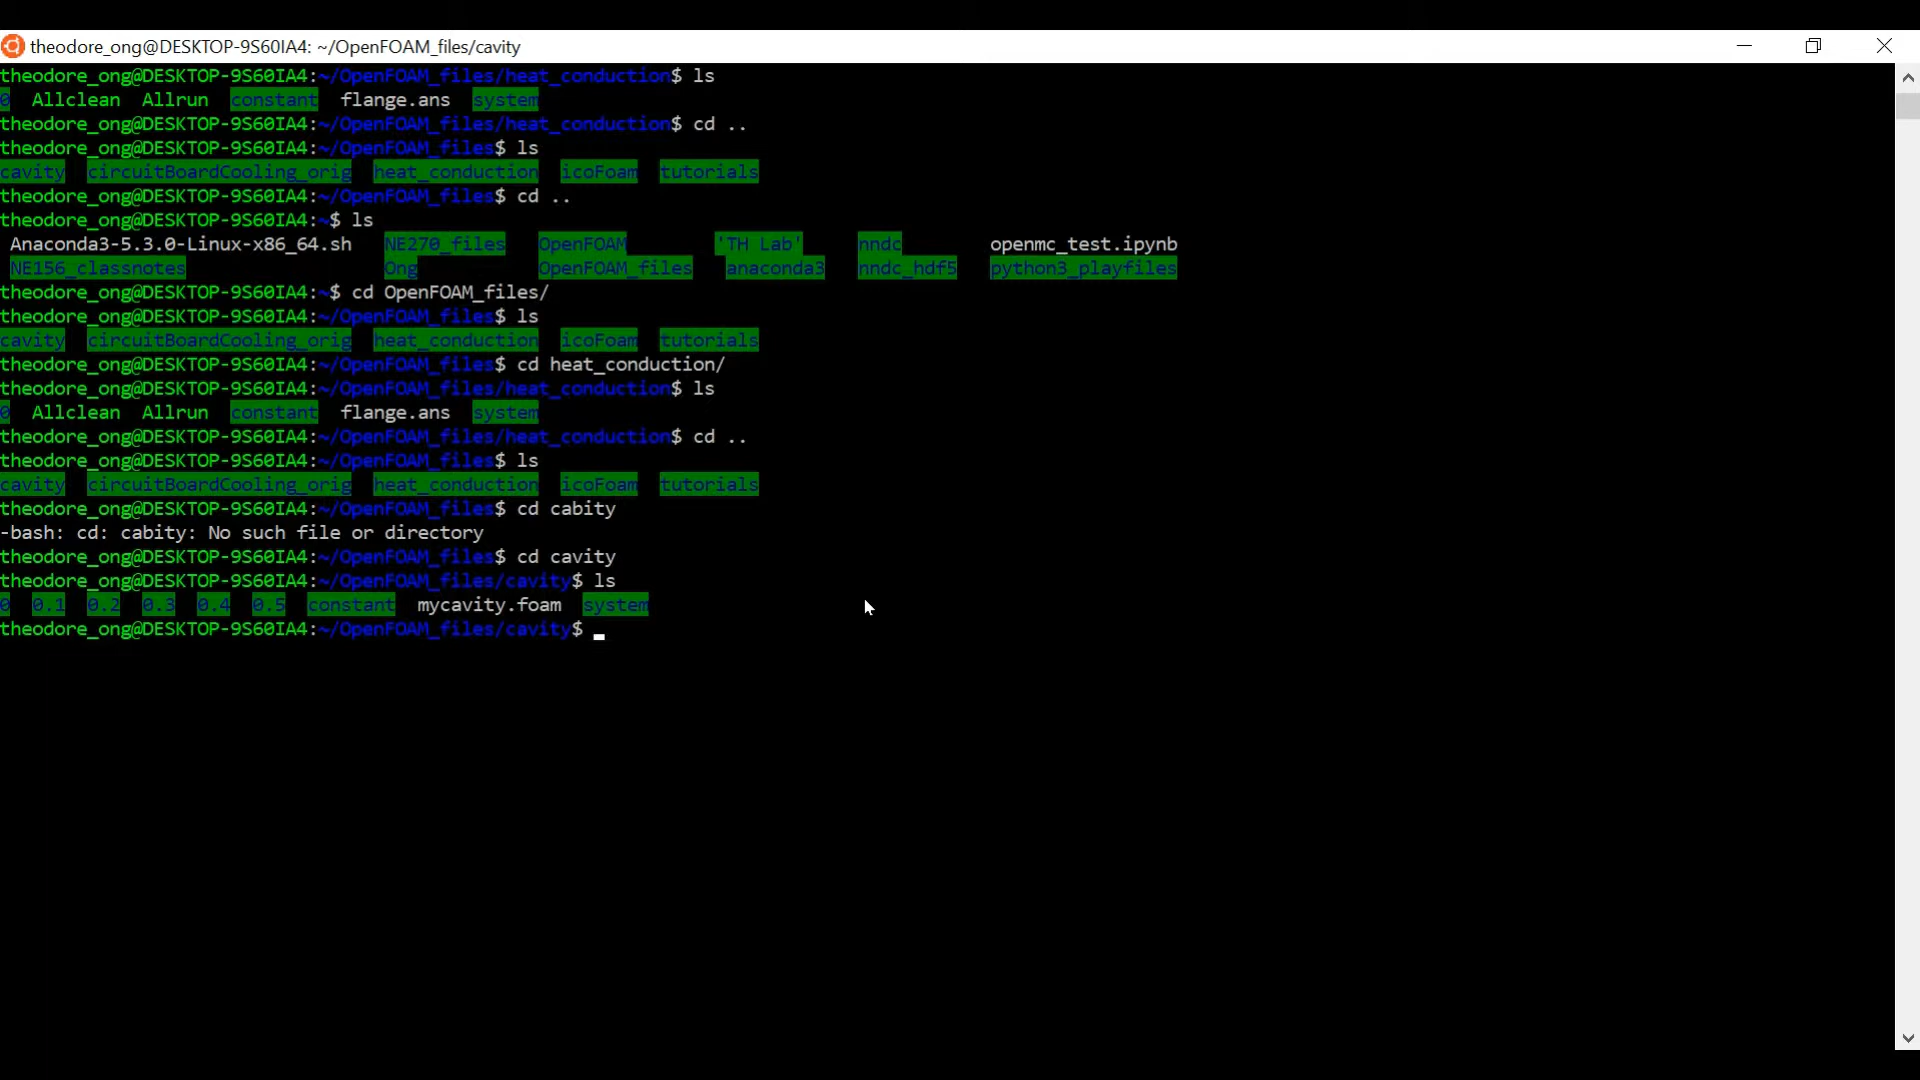 theodore_ong@DESKTOP-9S60IA4: ~/OpenFOAM_files/cavity
theodore_ong@DESKTOP-9S60IA4:~/OpenFOAM_files/heat_conduction$ ls
0 Allclean Allrun constant flange.ans system
theodore_ong@DESKTOP-9S60IA4:~/OpenFOAM_files/heat_conduction$ cd ..
theodore_ong@DESKTOP-9S60IA4:~/OpenFOAM_files$ ls
cavity circuitBoardCooling_orig heat_conduction icoFoam tutorials
theodore_ong@DESKTOP-9S60IA4:~/OpenFOAM_files$ cd ..
theodore_ong@DESKTOP-9S60IA4:~$ ls
Anaconda3-5.3.0-Linux-x86_64.sh NE270_files OpenFOAM 'TH Lab' nndc openmc_test.ipynb
NE156_classnotes Ong OpenFOAM_files anaconda3 nndc_hdf5 python3_playfiles
theodore_ong@DESKTOP-9S60IA4:~$ cd OpenFOAM_files/
theodore_ong@DESKTOP-9S60IA4:~/OpenFOAM_files$ ls
cavity circuitBoardCooling_orig heat_conduction icoFoam tutorials
theodore_ong@DESKTOP-9S60IA4:~/OpenFOAM_files$ cd heat_conduction/
theodore_ong@DESKTOP-9S60IA4:~/OpenFOAM_files/heat_conduction$ ls
0 Allclean Allrun constant flange.ans system
theodore_ong@DESKTOP-9S60IA4:~/OpenFOAM_files/heat_conduction$ cd ..
theodore_ong@DESKTOP-9S60IA4:~/OpenFOAM_files$ ls
cavity circuitBoardCooling_orig heat_conduction icoFoam tutorials
theodore_ong@DESKTOP-9S60IA4:~/OpenFOAM_files$ cd cabity
-bash: cd: cabity: No such file or directory
theodore_ong@DESKTOP-9S60IA4:~/OpenFOAM_files$ cd cavity
theodore_ong@DESKTOP-9S60IA4:~/OpenFOAM_files/cavity$ ls
0 0.1 0.2 0.3 0.4 0.5 constant mycavity.foam system
theodore_ong@DESKTOP-9S60IA4:~/OpenFOAM_files/cavity$